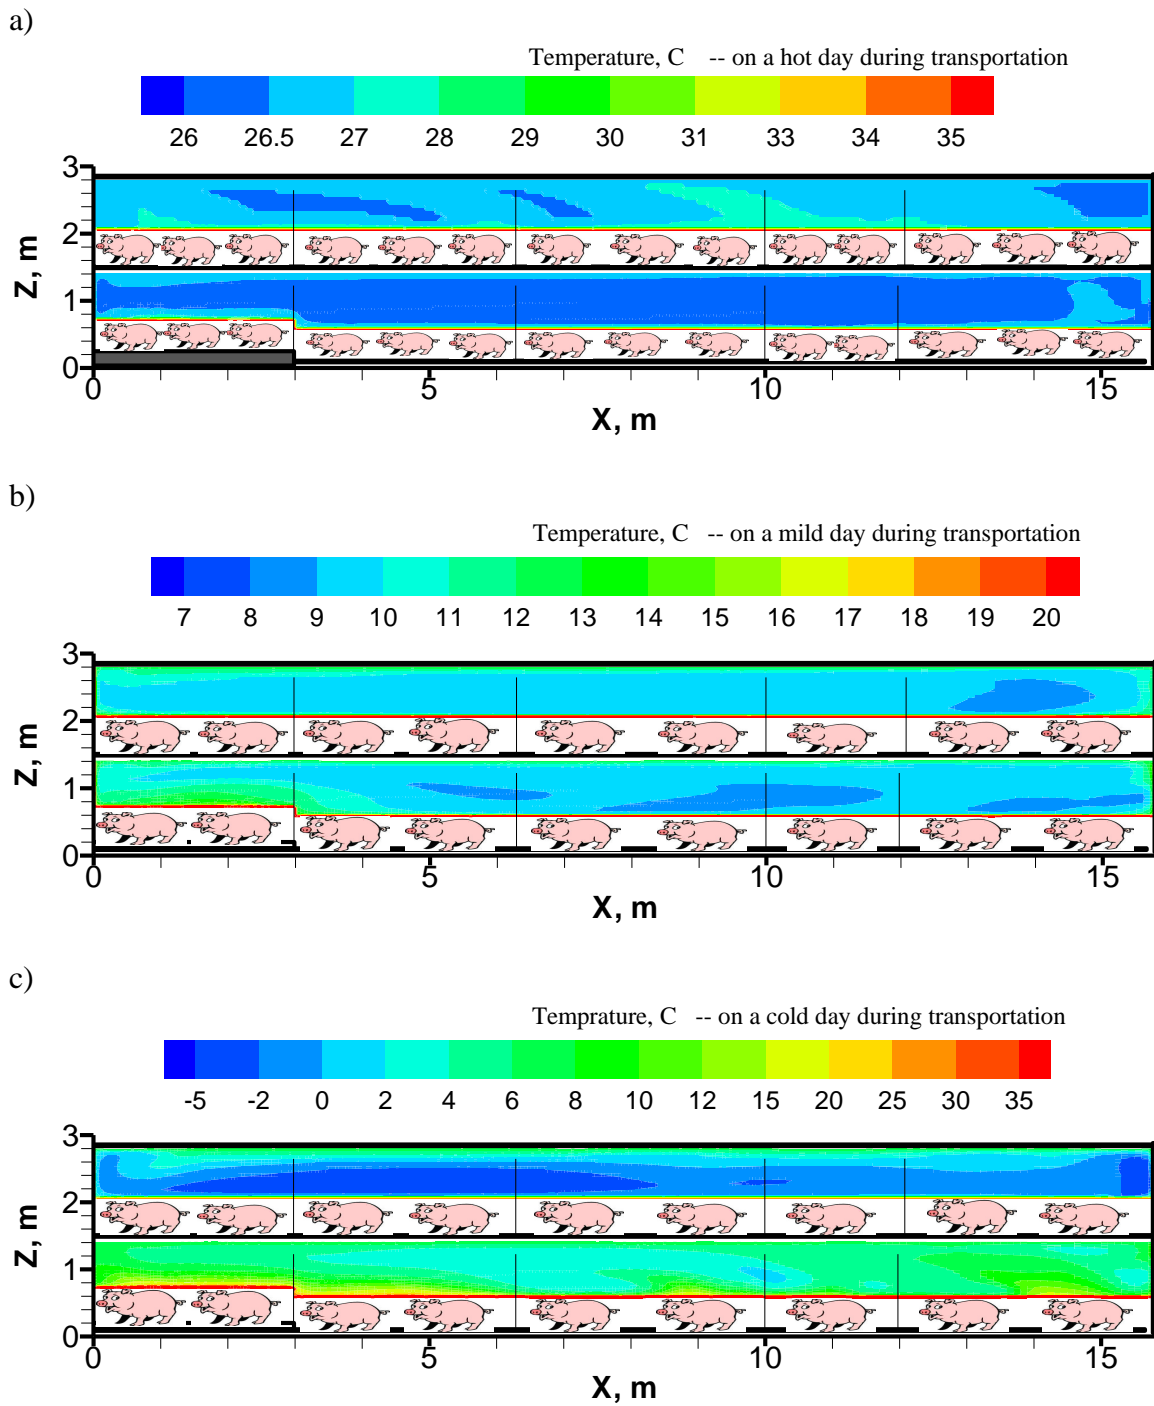 a)
Temperature, C -- on a hot day during transportation
26 26.5 27 28 29 30 31 33 34 35
3
2
1
0
Z, m
0 5 10 15
X, m
b)
Temperature, C -- on a mild day during transportation
7 8 9 10 11 12 13 14 15 16 17 18 19 20
3
2
1
0
Z, m
0 5 10 15
X, m
c)
Temprature, C -- on a cold day during transportation
-5 -2 0 2 4 6 8 10 12 15 20 25 30 35
3
2
1
0
Z, m
0 5 10 15
X, m